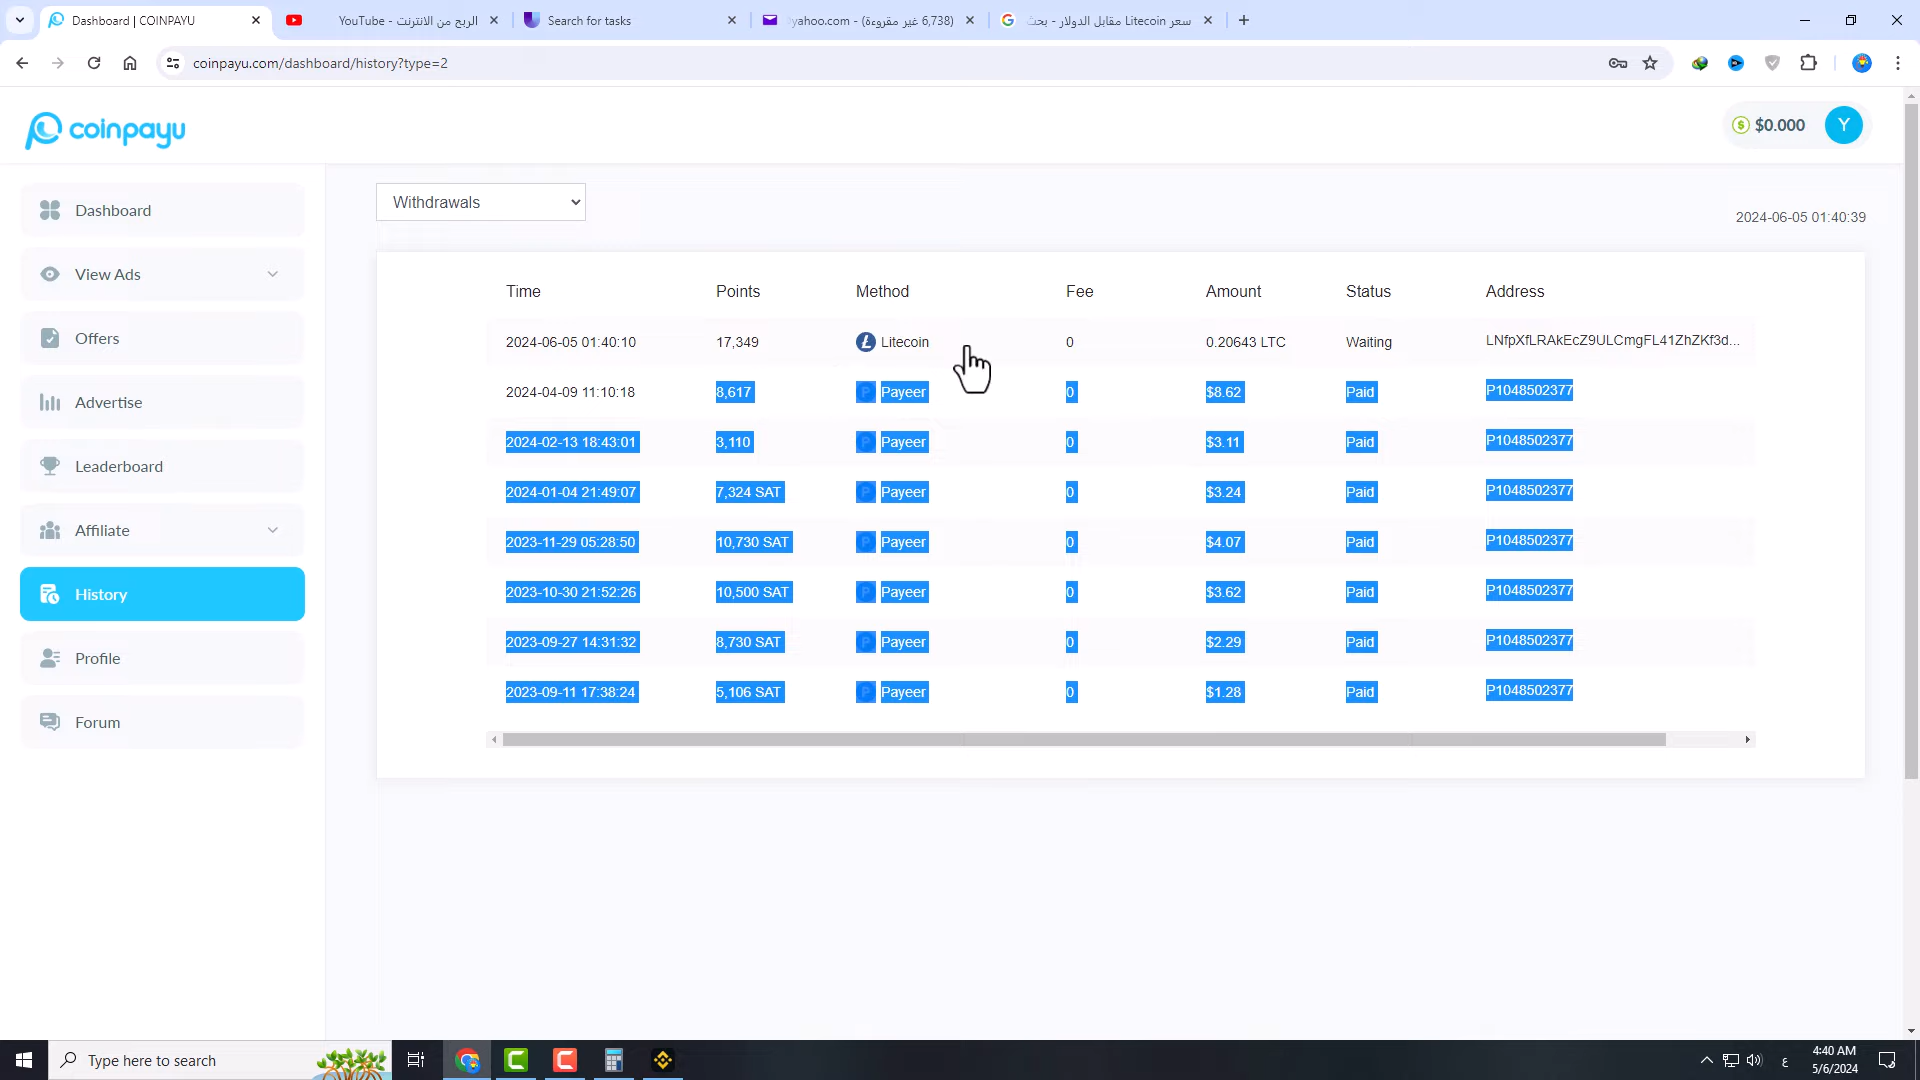 Dashboard | COINPAYU
YouTube - الربح من الانترنت
Search for tasks
yahoo.com - (6,738 غير مقروءة)
سعر Litecoin مقابل الدولار - بحث
coinpayu.com/dashboard/history?type=2
coinpayu
$0.000
Y
Dashboard
View Ads
Offers
Advertise
Leaderboard
Affiliate
History
Profile
Forum
Withdrawals
2024-06-05 01:40:39
Time Points Method Fee Amount Status Address
2024-06-05 01:40:10 17,349 Litecoin 0 0.20643 LTC Waiting LNfpXfLRAkEcZ9ULCmgFL41ZhZKf3d...
2024-04-09 11:10:18 8,617 Payeer 0 $8.62 Paid P1048502377
2024-02-13 18:43:01 3,110 Payeer 0 $3.11 Paid P1048502377
2024-01-04 21:49:07 7,324 SAT Payeer 0 $3.24 Paid P1048502377
2023-11-29 05:28:50 10,730 SAT Payeer 0 $4.07 Paid P1048502377
2023-10-30 21:52:26 10,500 SAT Payeer 0 $3.62 Paid P1048502377
2023-09-27 14:31:32 8,730 SAT Payeer 0 $2.29 Paid P1048502377
2023-09-11 17:38:24 5,106 SAT Payeer 0 $1.28 Paid P1048502377
Type here to search
ع
4:40 AM
5/6/2024